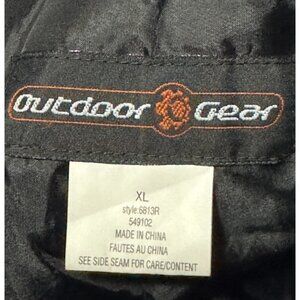 Outdoor Gear
XL
style:6813R
549102
MADE IN CHINA
FAUTES AU CHINA
SEE SIDE SEAM FOR CARE/CONTENT